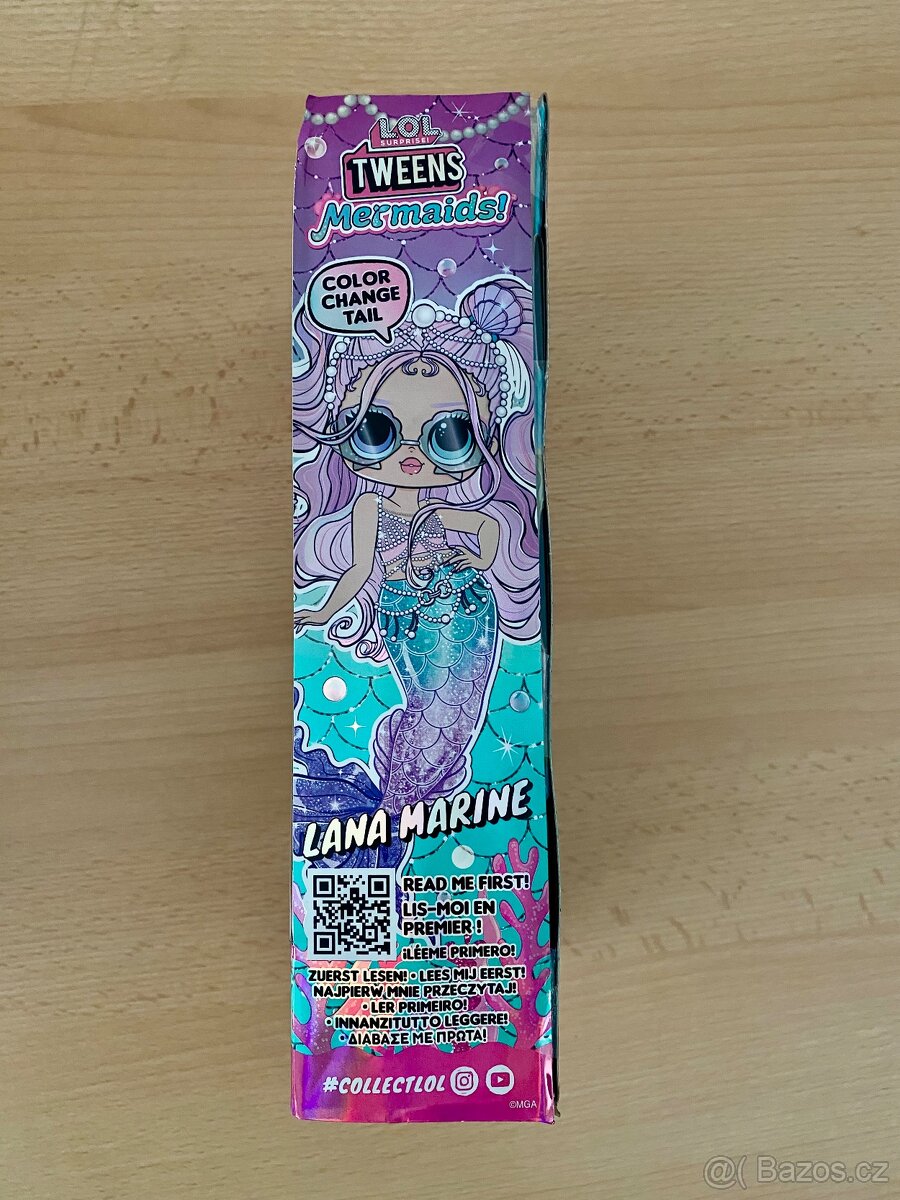 L.O.L.
SURPRISE!
TWEENS
Mermaids!
COLOR
CHANGE
TAIL
LANA MARINE
READ ME FIRST!
LIS-MOI EN
PREMIER !
¡LÉEME PRIMERO!
ZUERST LESEN! • LEES MIJ EERST!
NAJPIERW MNIE PRZECZYTAJ!
• LER PRIMEIRO!
• INNANZITUTTO LEGGERE!
• ΔΙΑΒΑΣΕ ΜΕ ΠΡΩΤΑ!
#COLLECTLOL
©MGA
@( Bazos.cz